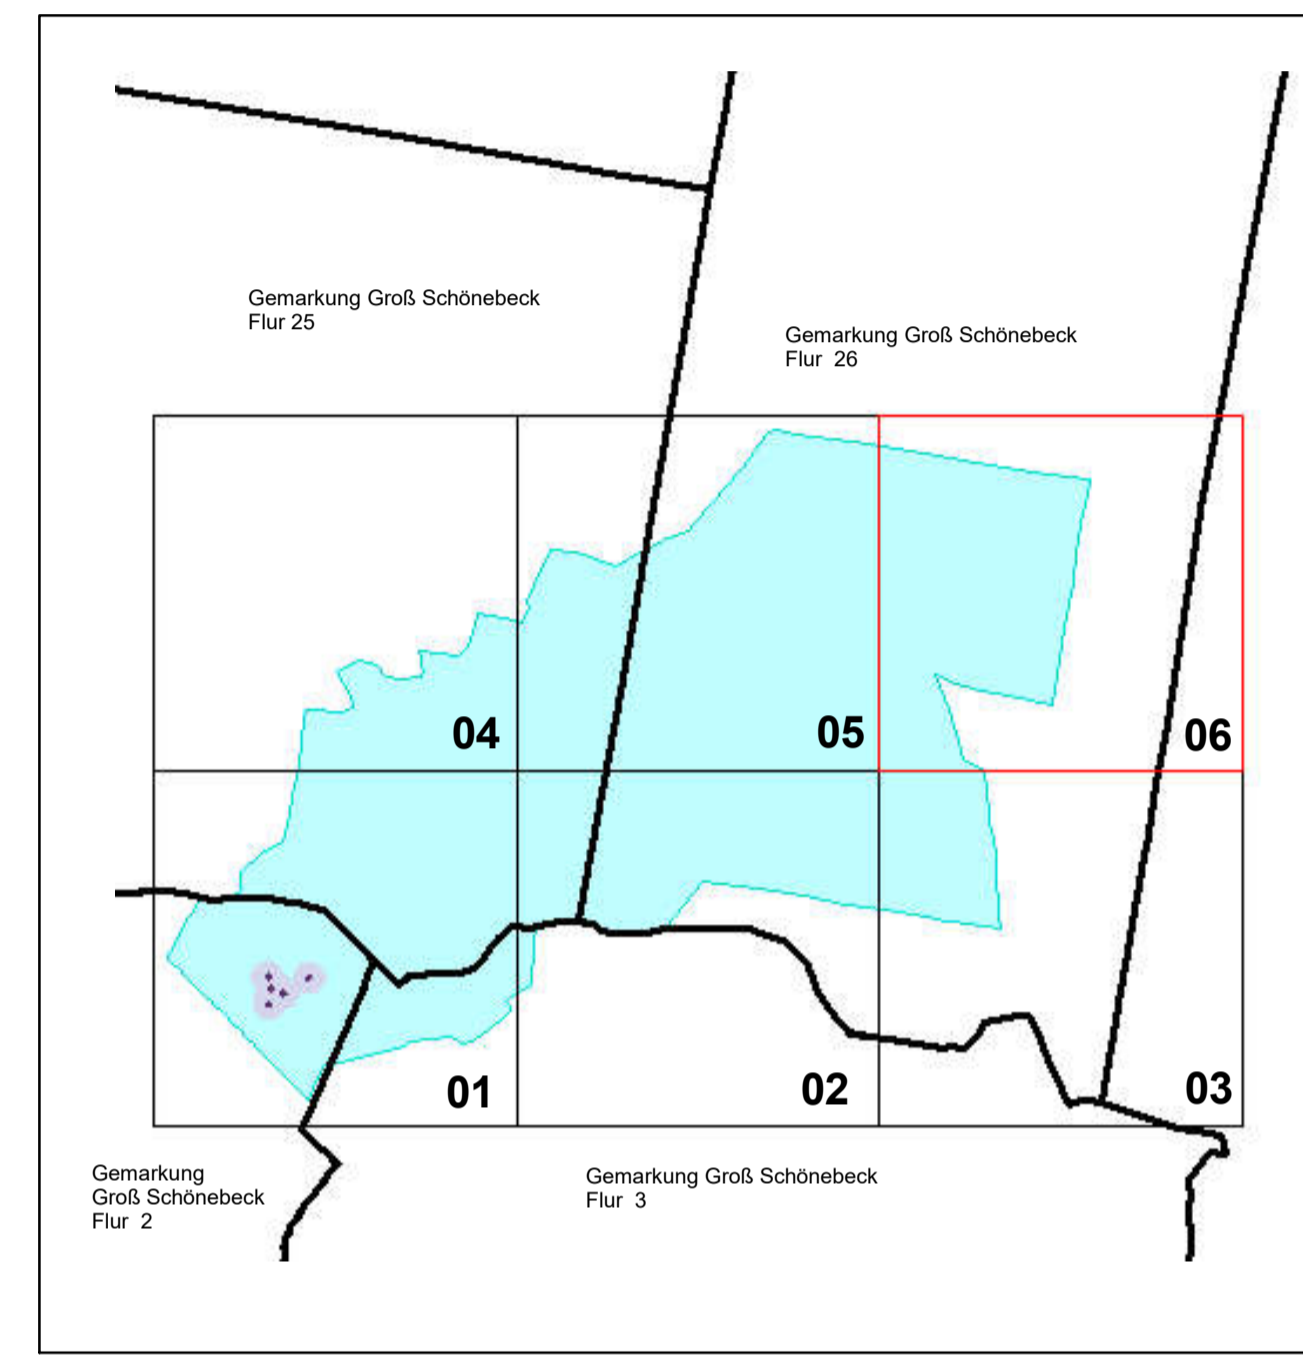 Gemarkung Groß Schönebeck
Flur 25
Gemarkung Groß Schönebeck
Flur 26
04
05
06
01
02
03
Gemarkung
Groß Schönebeck
Flur 2
Gemarkung Groß Schönebeck
Flur 3